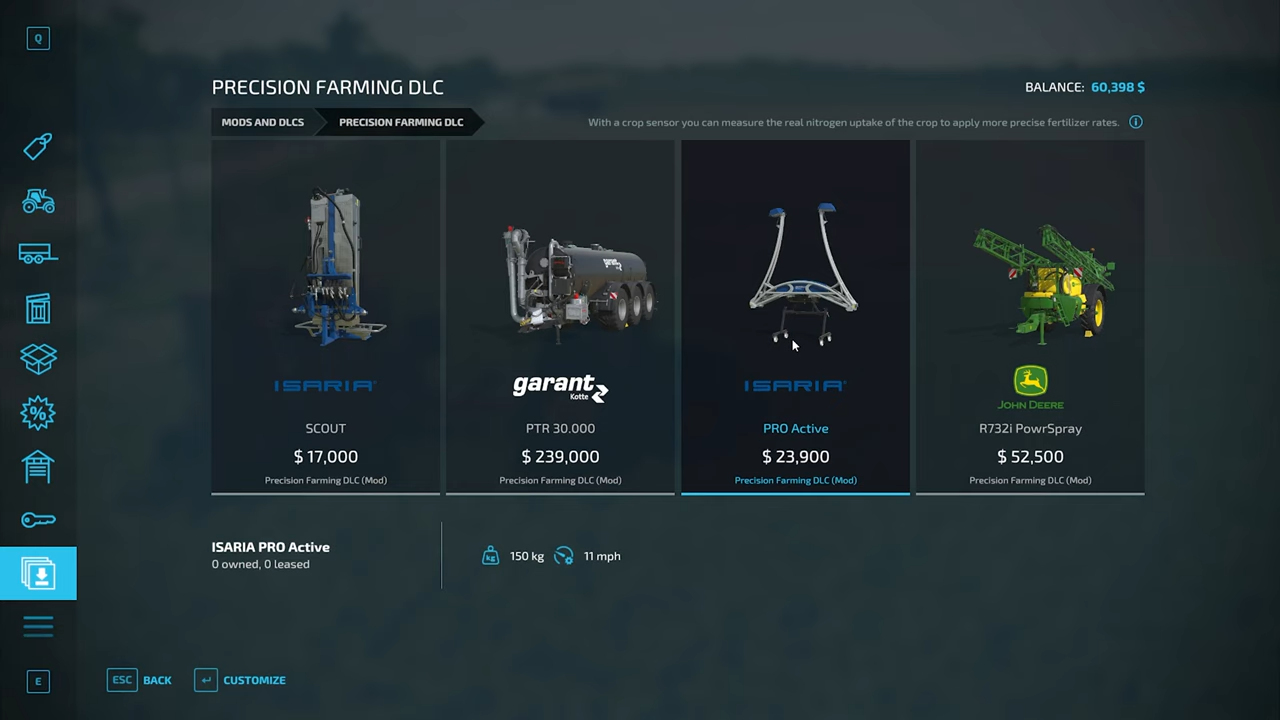 Q
PRECISION FARMING DLC
BALANCE: 60,398 $
MODS AND DLCS
PRECISION FARMING DLC
With a crop sensor you can measure the real nitrogen uptake of the crop to apply more precise fertilizer rates.
ISARIA
SCOUT
$ 17,000
Precision Farming DLC (Mod)
garant
garant
Kotte
PTR 30.000
$ 239,000
Precision Farming DLC (Mod)
ISARIA
PRO Active
$ 23,900
Precision Farming DLC (Mod)
JOHN DEERE
R732i PowrSpray
$ 52,500
Precision Farming DLC (Mod)
ISARIA PRO Active
0 owned, 0 leased
kg
150 kg
11 mph
E
ESC BACK
CUSTOMIZE